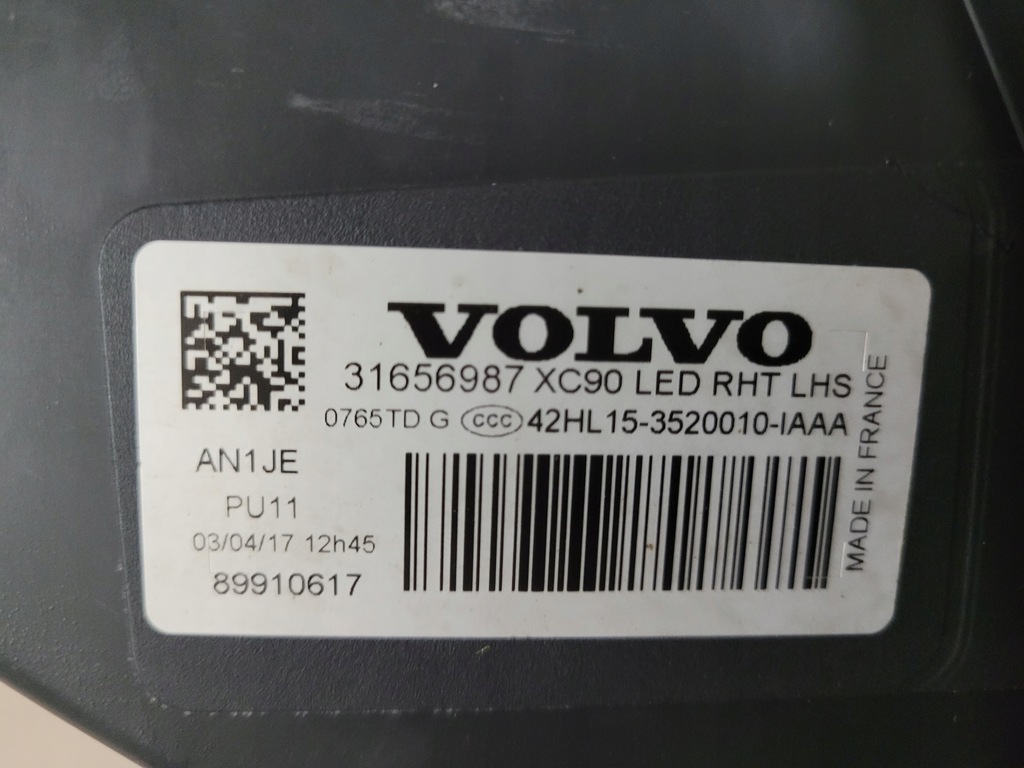 VOLVO
31656987 XC90 LED RHT LHS
0765TD G CCC 42HL15-3520010-IAAA
AN1JE
PU11
03/04/17 12h45
89910617
MADE IN FRANCE